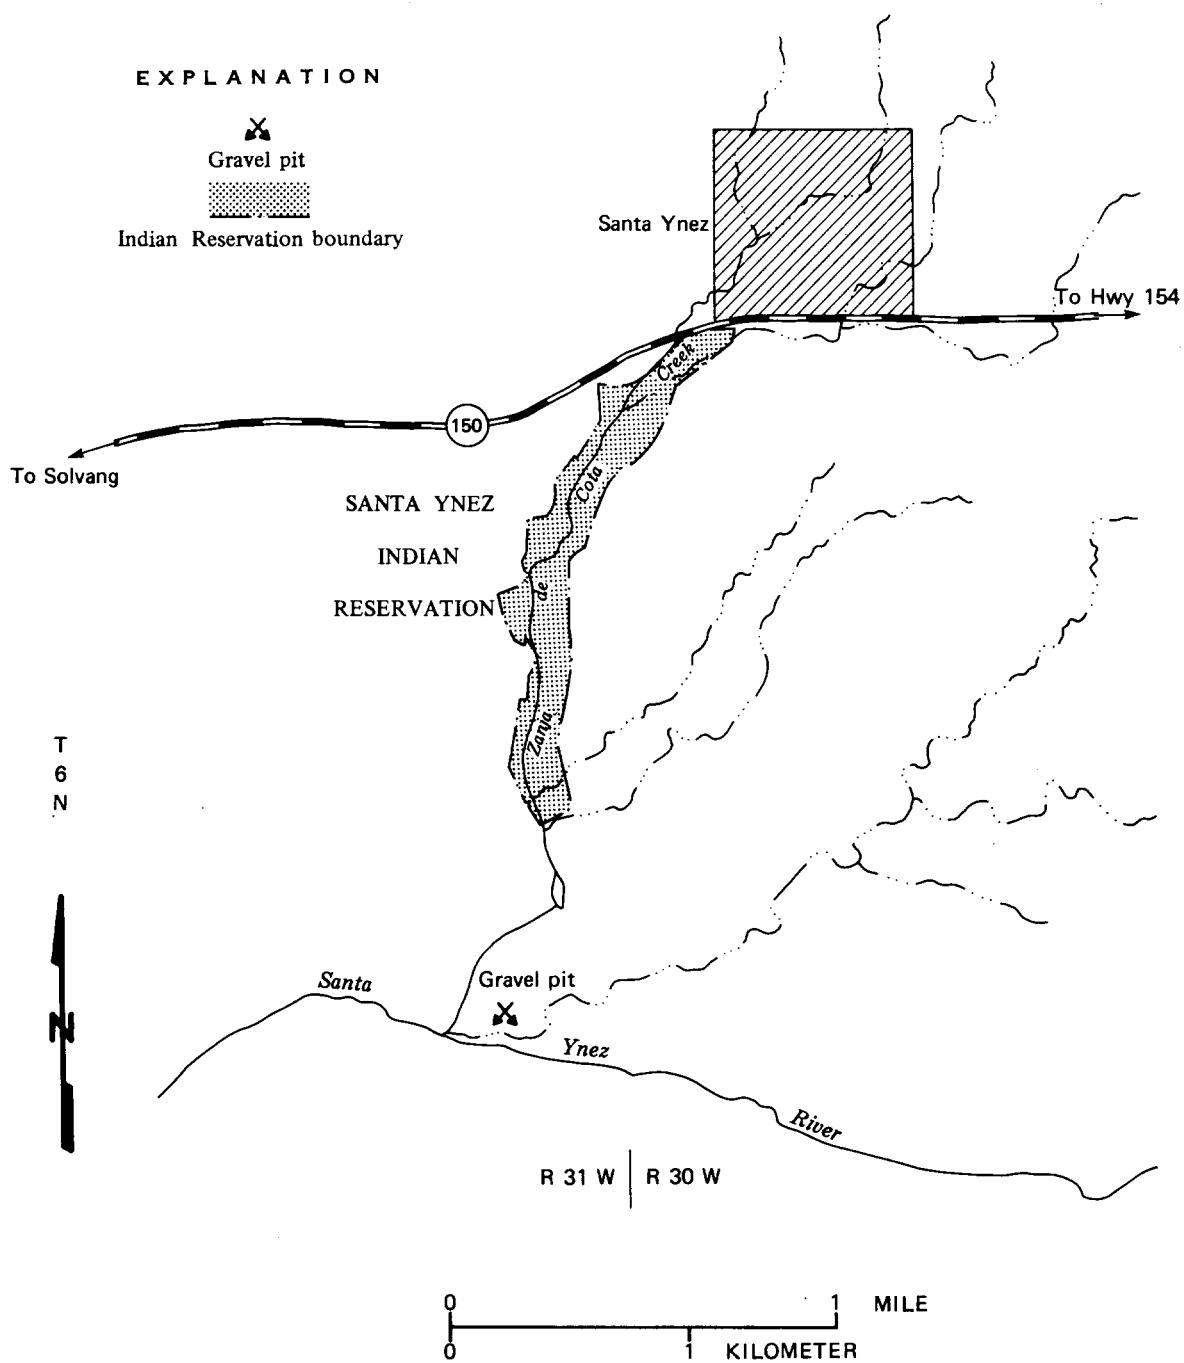 EXPLANATION
Gravel pit
Indian Reservation boundary
Santa Ynez
To Hwy 154
Creek
150
To Solvang
Cota
SANTA YNEZ
INDIAN
RESERVATION
de
Zanja
T
6
N
N
Gravel pit
Santa
Ynez
River
R 31 W
R 30 W
0 1 MILE
0 1 KILOMETER